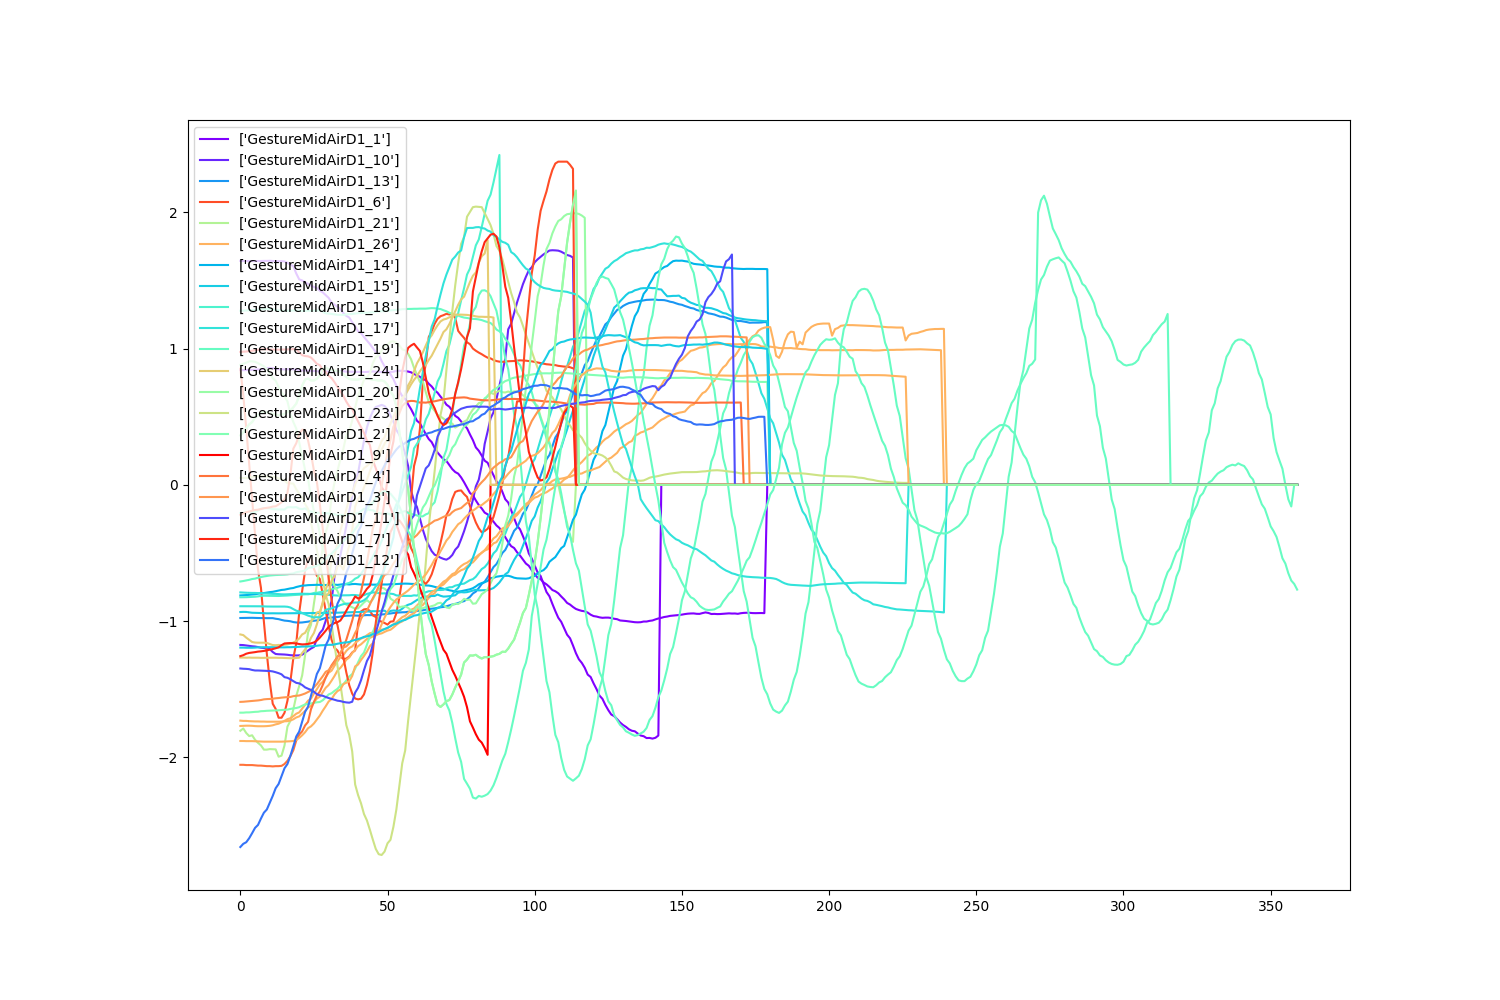 ['GestureMidAirD1_1']
['GestureMidAirD1_10']
['GestureMidAirD1_13']
['GestureMidAirD1_6']
['GestureMidAirD1_21']
['GestureMidAirD1_26']
['GestureMidAirD1_14']
['GestureMidAirD1_15']
['GestureMidAirD1_18']
['GestureMidAirD1_17']
['GestureMidAirD1_19']
['GestureMidAirD1_24']
['GestureMidAirD1_20']
['GestureMidAirD1_23']
['GestureMidAirD1_2']
['GestureMidAirD1_9']
['GestureMidAirD1_4']
['GestureMidAirD1_3']
['GestureMidAirD1_11']
['GestureMidAirD1_7']
['GestureMidAirD1_12']
2
1
0
−1
−2
0 50 100 150 200 250 300 350